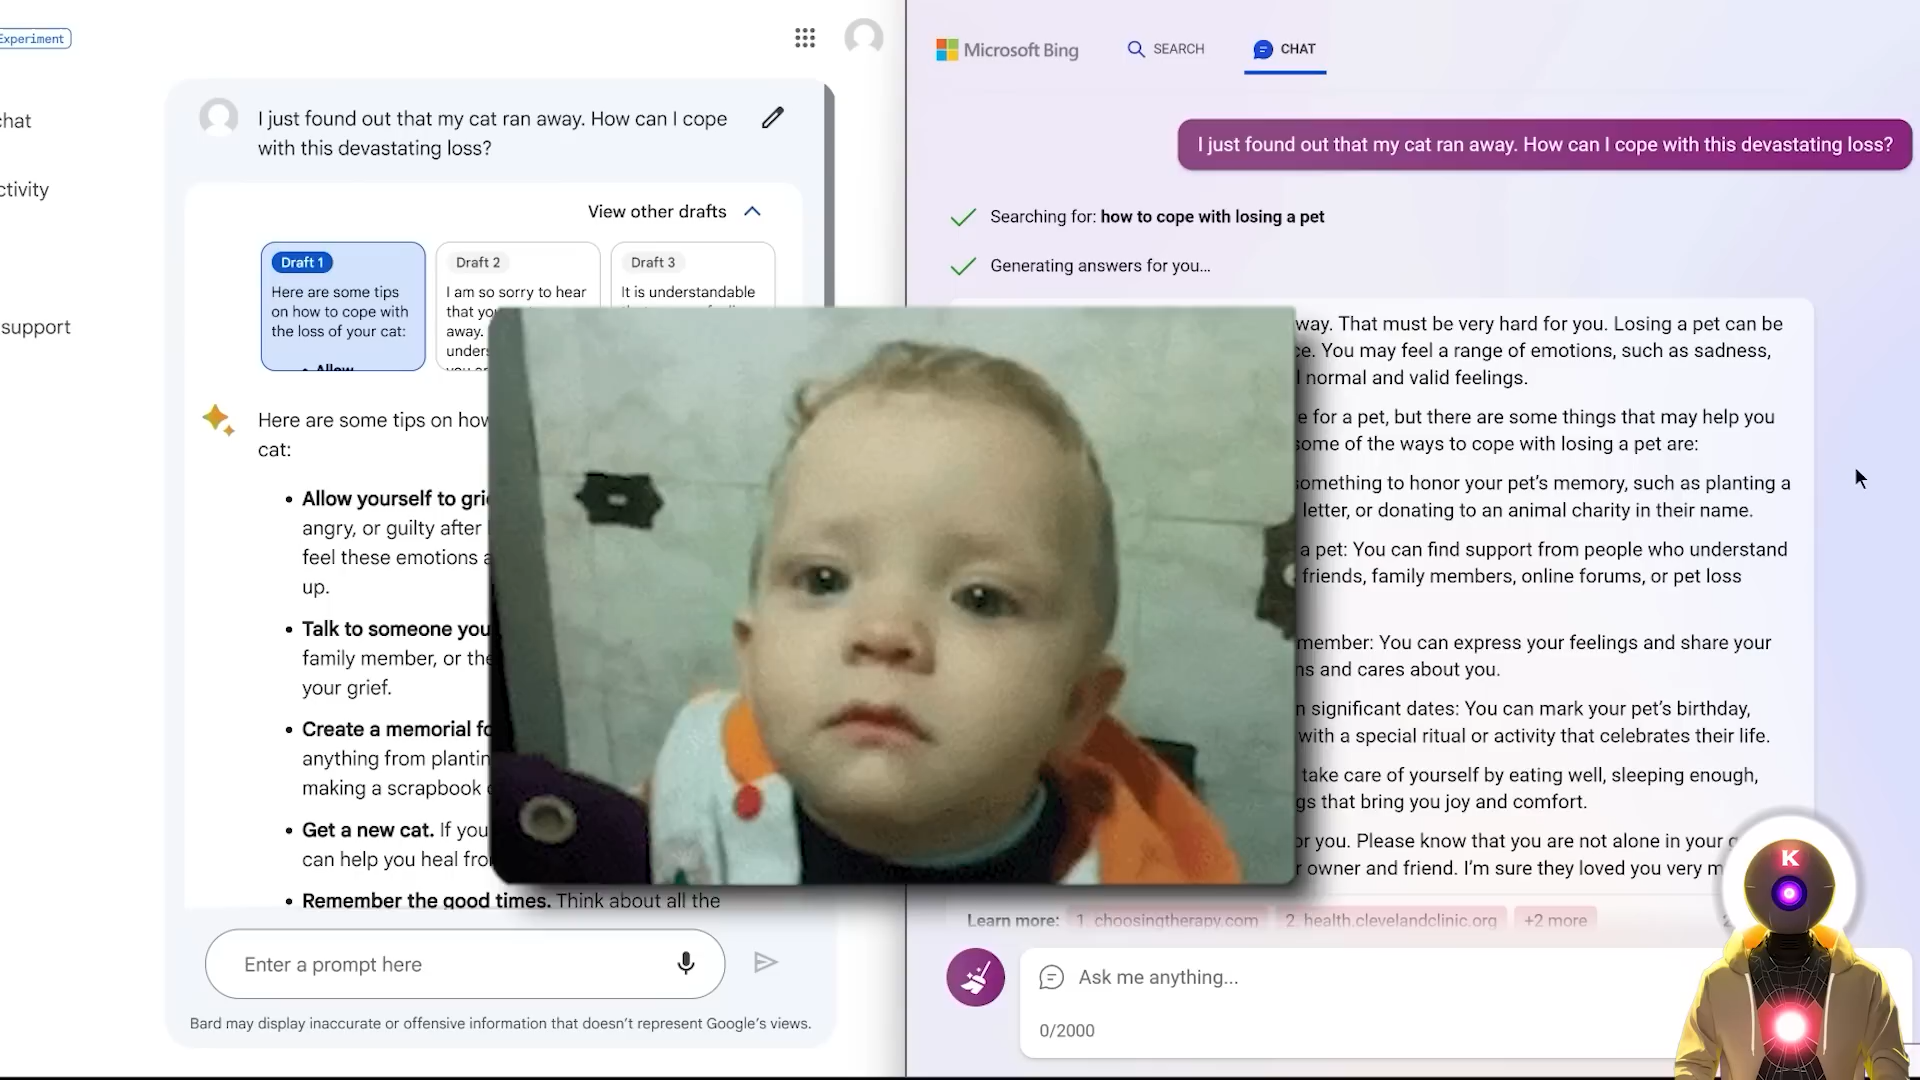 Experiment
chat
ctivity
support
I just found out that my cat ran away. How can I cope
with this devastating loss?
View other drafts
Draft 1
Here are some tips
on how to cope with
the loss of your cat:
Allow
Draft 2
I am so sorry to hear
that you
away.
unders
Draft 3
It is understandable
Here are some tips on how
cat:
• Allow yourself to grie
angry, or guilty after
feel these emotions a
up.
• Talk to someone you
family member, or the
your grief.
• Create a memorial fo
anything from plantin
making a scrapbook
• Get a new cat. If you
can help you heal fro
• Remember the good times. Think about all the
Enter a prompt here
Bard may display inaccurate or offensive information that doesn't represent Google's views.
Microsoft Bing
SEARCH
CHAT
I just found out that my cat ran away. How can I cope with this devastating loss?
Searching for: how to cope with losing a pet
Generating answers for you...
way. That must be very hard for you. Losing a pet can be
ce. You may feel a range of emotions, such as sadness,
l normal and valid feelings.
e for a pet, but there are some things that may help you
some of the ways to cope with losing a pet are:
something to honor your pet's memory, such as planting a
letter, or donating to an animal charity in their name.
a pet: You can find support from people who understand
friends, family members, online forums, or pet loss
member: You can express your feelings and share your
ns and cares about you.
n significant dates: You can mark your pet's birthday,
with a special ritual or activity that celebrates their life.
take care of yourself by eating well, sleeping enough,
gs that bring you joy and comfort.
or you. Please know that you are not alone in your
r owner and friend. I'm sure they loved you very m
Learn more: 1. choosingtherapy.com 2. health.clevelandclinic.org +2 more
Ask me anything...
0/2000
K